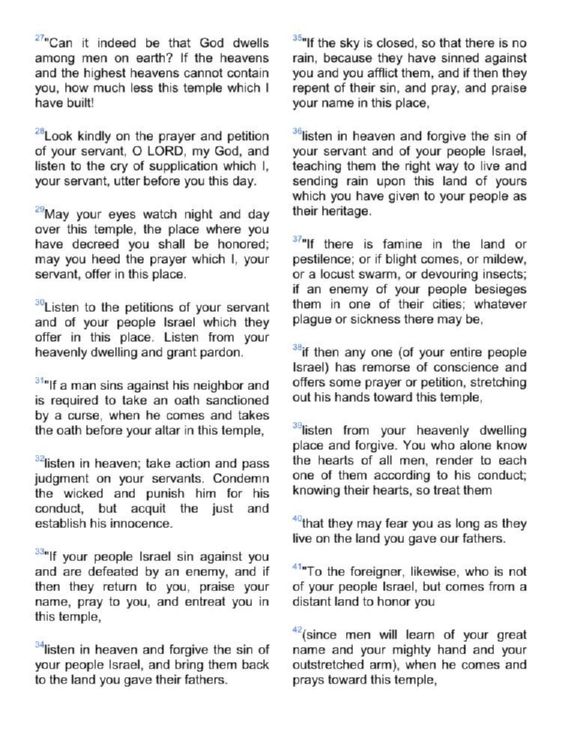 27"Can it indeed be that God dwells
among men on earth? If the heavens
and the highest heavens cannot contain
you, how much less this temple which I
have built!
28Look kindly on the prayer and petition
of your servant, O LORD, my God, and
listen to the cry of supplication which I,
your servant, utter before you this day.
29May your eyes watch night and day
over this temple, the place where you
have decreed you shall be honored;
may you heed the prayer which I, your
servant, offer in this place.
30Listen to the petitions of your servant
and of your people Israel which they
offer in this place. Listen from your
heavenly dwelling and grant pardon.
31"If a man sins against his neighbor and
is required to take an oath sanctioned
by a curse, when he comes and takes
the oath before your altar in this temple,
32listen in heaven; take action and pass
judgment on your servants. Condemn
the wicked and punish him for his
conduct, but acquit the just and
establish his innocence.
33"If your people Israel sin against you
and are defeated by an enemy, and if
then they return to you, praise your
name, pray to you, and entreat you in
this temple,
34listen in heaven and forgive the sin of
your people Israel, and bring them back
to the land you gave their fathers.
35"If the sky is closed, so that there is no
rain, because they have sinned against
you and you afflict them, and if then they
repent of their sin, and pray, and praise
your name in this place,
36listen in heaven and forgive the sin of
your servant and of your people Israel,
teaching them the right way to live and
sending rain upon this land of yours
which you have given to your people as
their heritage.
37"If there is famine in the land or
pestilence; or if blight comes, or mildew,
or a locust swarm, or devouring insects;
if an enemy of your people besieges
them in one of their cities; whatever
plague or sickness there may be,
38if then any one (of your entire people
Israel) has remorse of conscience and
offers some prayer or petition, stretching
out his hands toward this temple,
39listen from your heavenly dwelling
place and forgive. You who alone know
the hearts of all men, render to each
one of them according to his conduct;
knowing their hearts, so treat them
40that they may fear you as long as they
live on the land you gave our fathers.
41"To the foreigner, likewise, who is not
of your people Israel, but comes from a
distant land to honor you
42(since men will learn of your great
name and your mighty hand and your
outstretched arm), when he comes and
prays toward this temple,